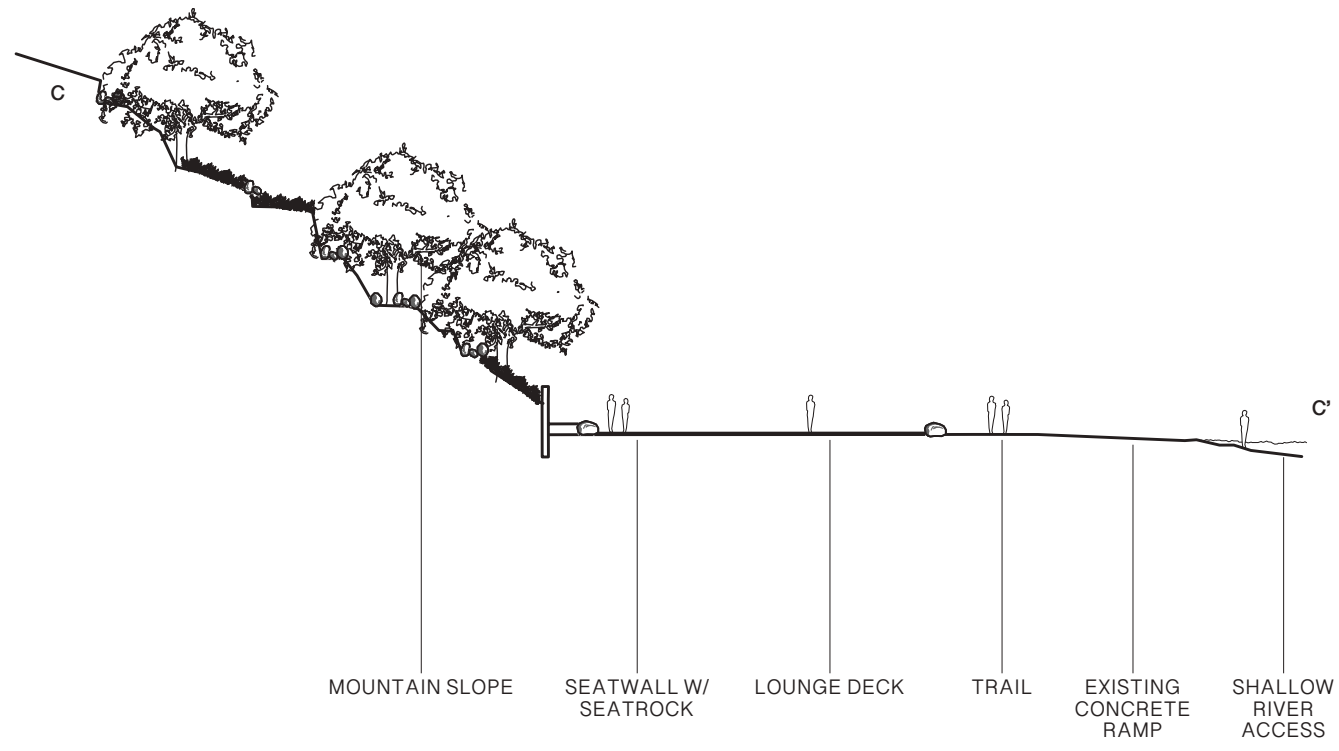 C
C'
MOUNTAIN SLOPE
SEATWALL W/
SEATROCK
LOUNGE DECK
TRAIL
EXISTING
CONCRETE
RAMP
SHALLOW
RIVER
ACCESS